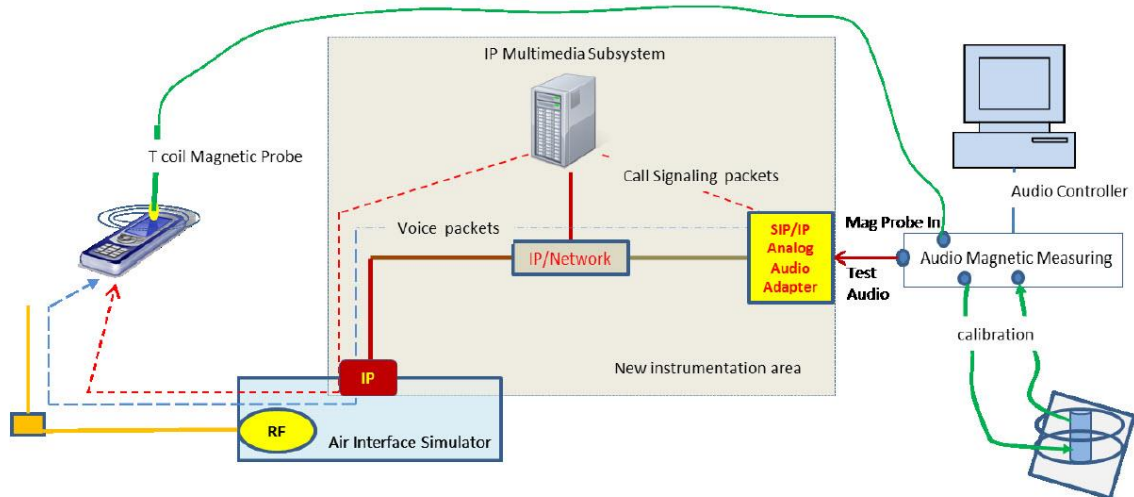 IP Multimedia Subsystem
T coil Magnetic Probe
Call Signaling packets
Audio Controller
Voice packets
IP/Network
SIP/IP
Analog
Audio
Adapter
Mag Probe In
Test
Audio
Audio Magnetic Measuring
calibration
New instrumentation area
IP
RF
Air Interface Simulator